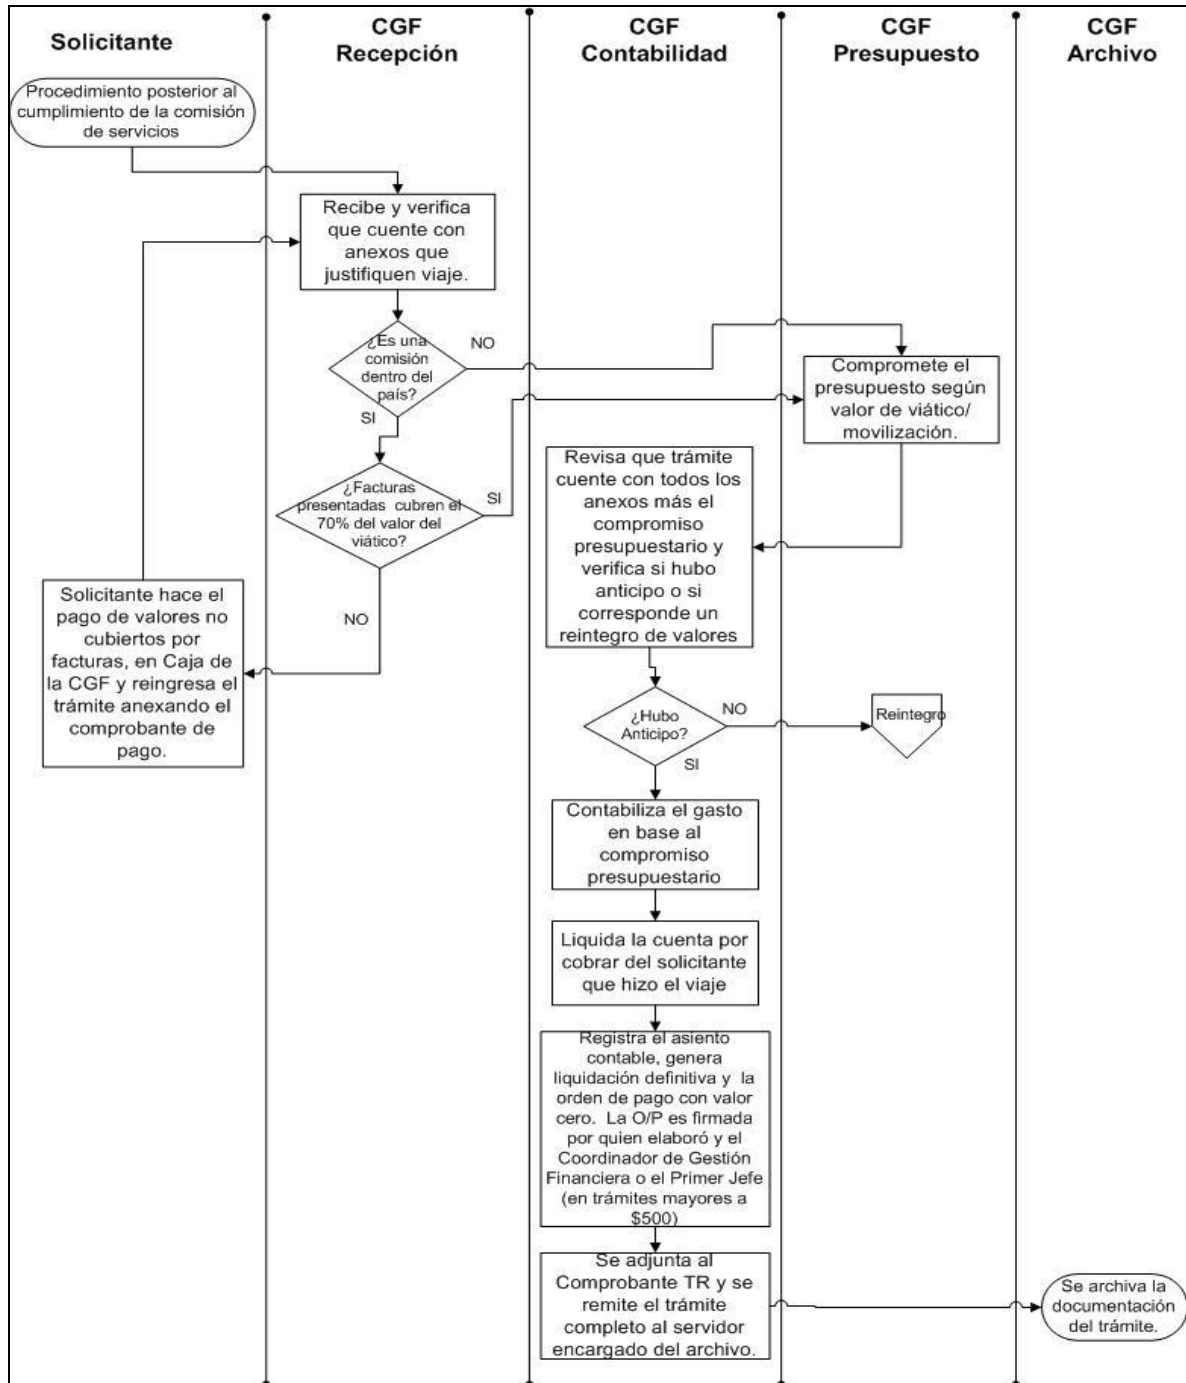 Solicitante
CGF
Recepción
CGF
Contabilidad
CGF
Presupuesto
CGF
Archivo
Procedimiento posterior al
cumplimiento de la comisión
de servicios
Recibe y verifica
que cuente con
anexos que
justifiquen viaje.
¿Es una
comisión
dentro del
país?
NO
SI
Compromete el
presupuesto según
valor de viático/
movilización.
¿Facturas
presentadas cubren el
70% del valor del
viático?
SI
NO
Revisa que trámite
cuente con todos los
anexos más el
compromiso
presupuestario y
verifica si hubo
anticipo o si
corresponde un
reintegro de valores
Solicitante hace el
pago de valores no
cubiertos por
facturas, en Caja de
la CGF y reingresa el
trámite anexando el
comprobante de
pago.
¿Hubo
Anticipo?
NO
SI
Reintegro
Contabiliza el gasto
en base al
compromiso
presupuestario
Liquida la cuenta por
cobrar del solicitante
que hizo el viaje
Registra el asiento
contable, genera
liquidación definitiva y la
orden de pago con valor
cero. La O/P es firmada
por quien elaboró y el
Coordinador de Gestión
Financiera o el Primer Jefe
(en trámites mayores a
$500)
Se adjunta al
Comprobante TR y se
remite el trámite
completo al servidor
encargado del archivo.
Se archiva la
documentación
del trámite.